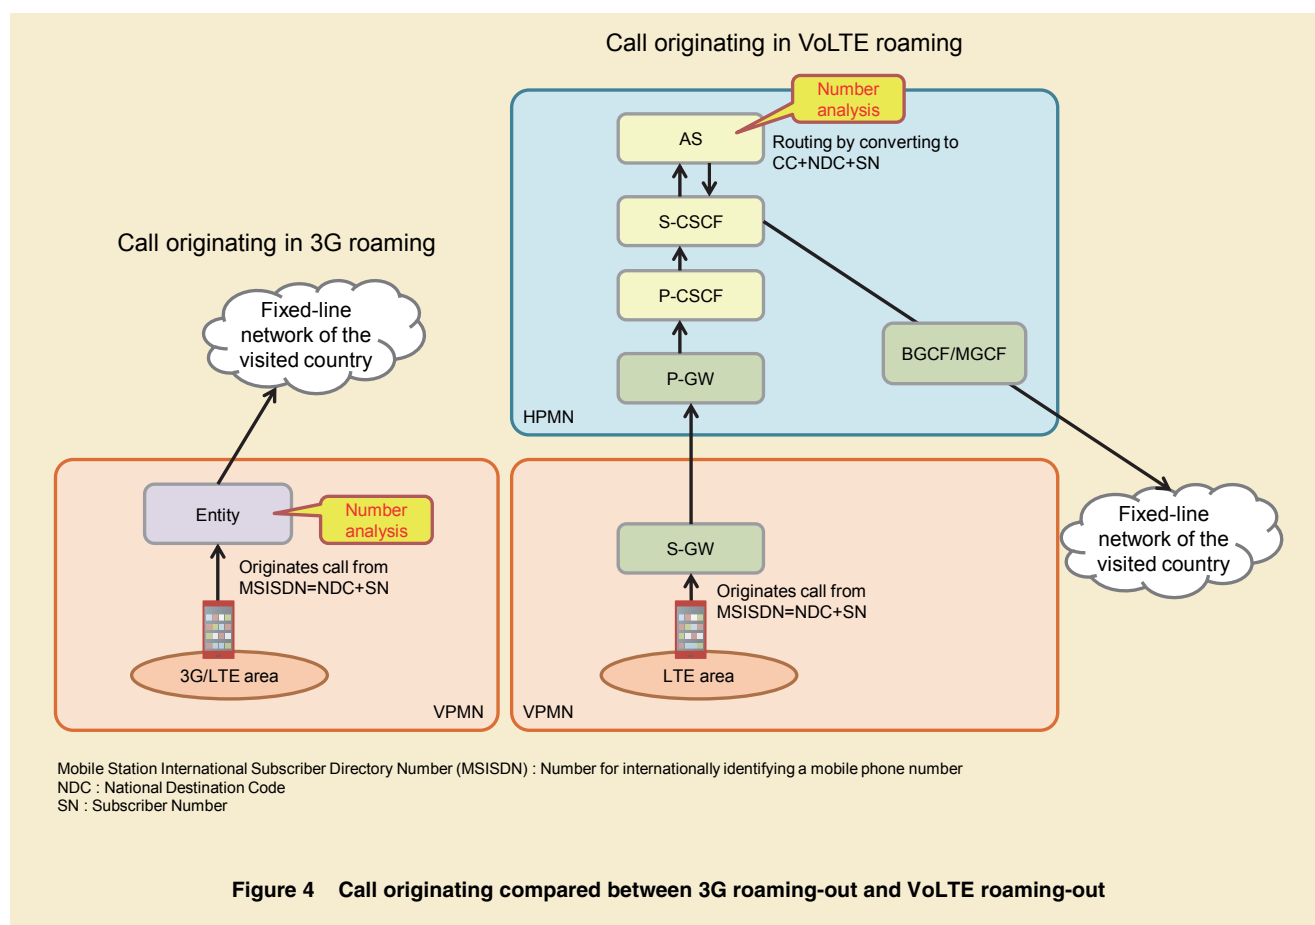 Call originating in VoLTE roaming
Number
analysis
AS
Routing by converting to
CC+NDC+SN
S-CSCF
P-CSCF
BGCF/MGCF
P-GW
HPMN
Call originating in 3G roaming
Fixed-line
network of the
visited country
Entity
Number
analysis
Originates call from
MSISDN=NDC+SN
3G/LTE area
VPMN
S-GW
Originates call from
MSISDN=NDC+SN
LTE area
VPMN
Fixed-line
network of the
visited country
Mobile Station International Subscriber Directory Number (MSISDN) : Number for internationally identifying a mobile phone number
NDC : National Destination Code
SN : Subscriber Number
Figure 4 Call originating compared between 3G roaming-out and VoLTE roaming-out